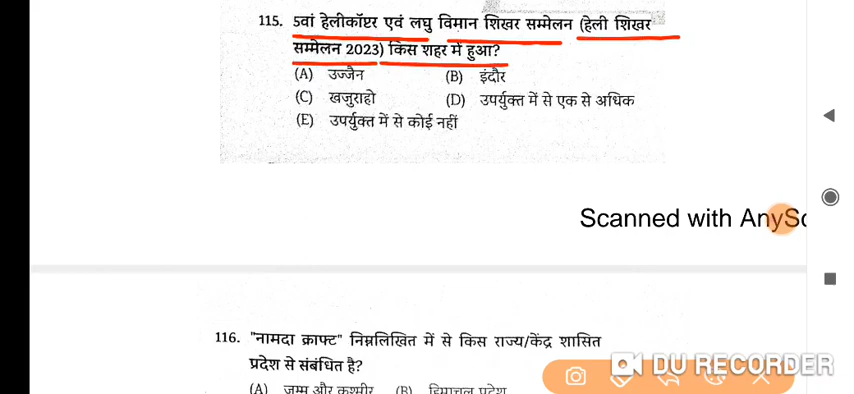 115. 5वां हेलीकॉप्टर एवं लघु विमान शिखर सम्मेलन (हेली शिखर
सम्मेलन 2023) किस शहर में हुआ?
(A) उज्जैन (B) इंदौर
(C) खजुराहो (D) उपर्युक्त में से एक से अधिक
(E) उपर्युक्त में से कोई नहीं
Scanned with AnySc
116. "नामदा क्राफ्ट" निम्नलिखित में से किस राज्य/केंद्र शासित
प्रदेश से संबंधित है?
DU RECORDER
(A) जम्मू और कश्मीर (B) हिमाचल प्रदेश